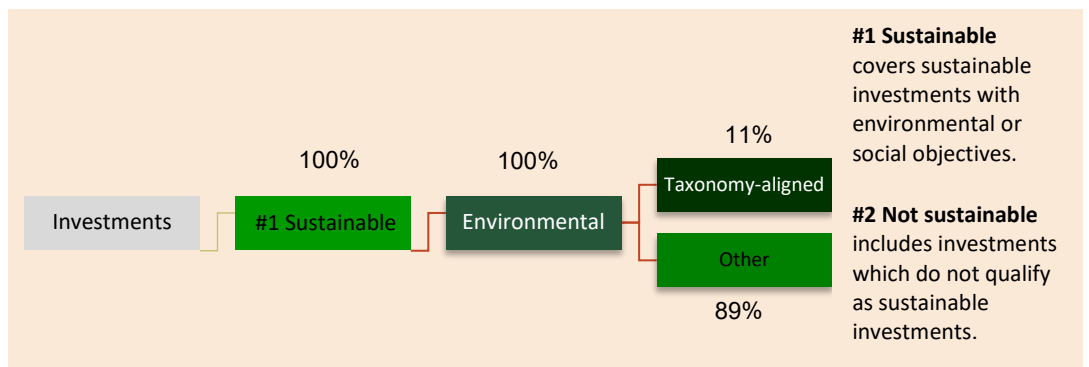 100%
100%
11%
Investments
#1 Sustainable
Environmental
Taxonomy-aligned
Other
89%
#1 Sustainable
covers sustainable
investments with
environmental or
social objectives.
#2 Not sustainable
includes investments
which do not qualify
as sustainable
investments.